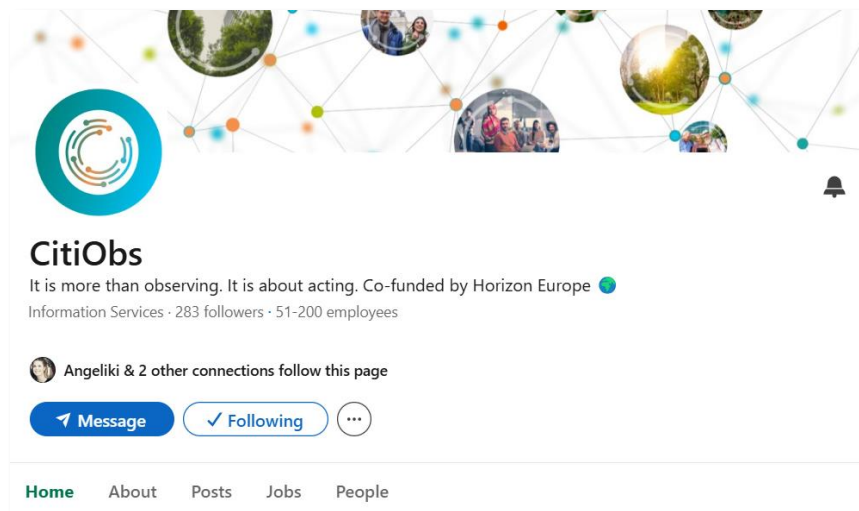 CitiObs
It is more than observing. It is about acting. Co-funded by Horizon Europe 🌍
Information Services · 283 followers · 51-200 employees
Angeliki & 2 other connections follow this page
Message
Following
Home About Posts Jobs People